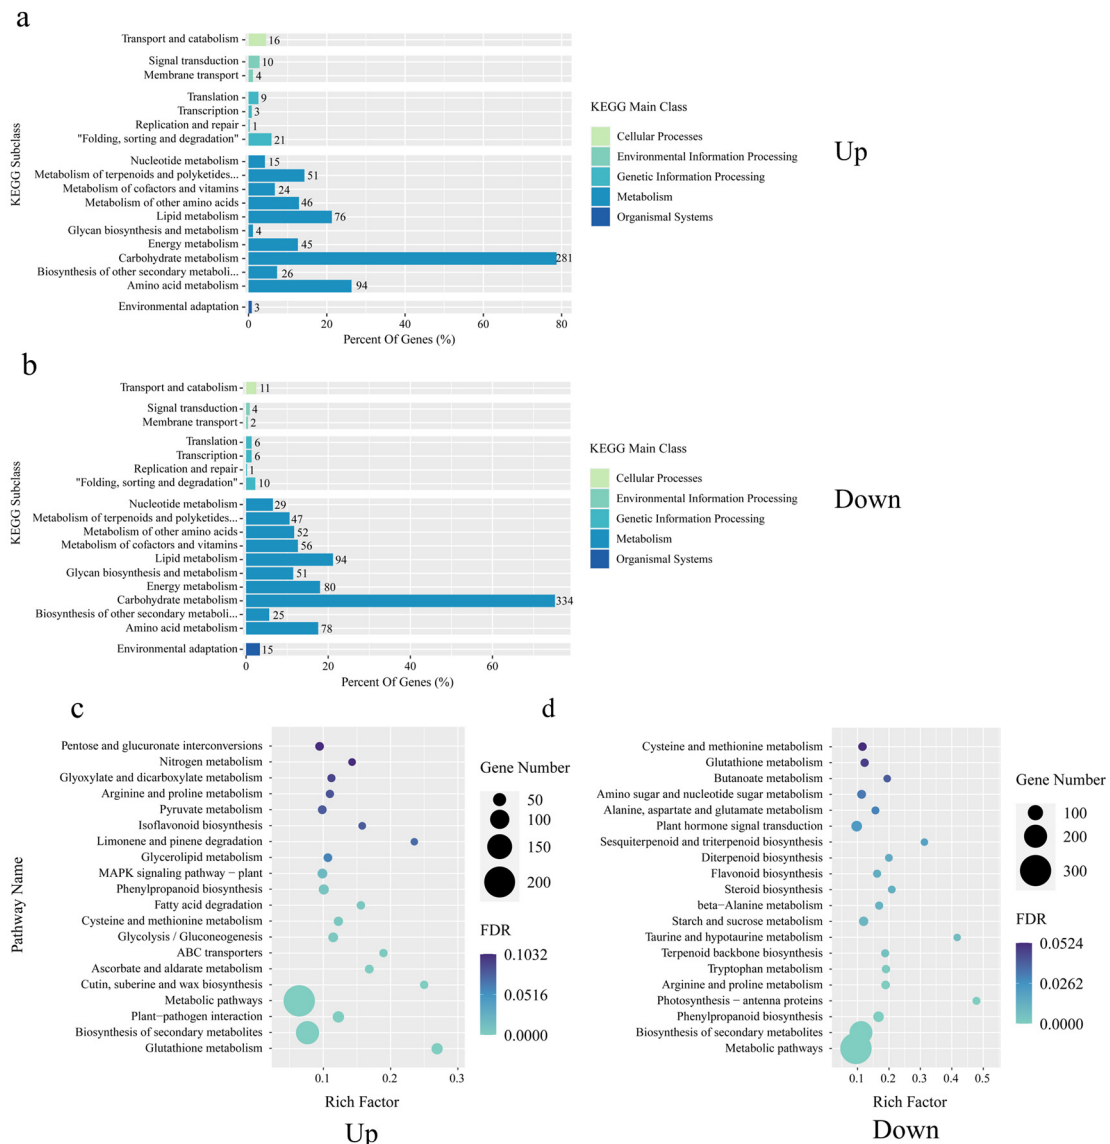 a
KEGG Subclass
Transport and catabolism
16
Signal transduction
10
Membrane transport
4
Translation
9
Transcription
3
Replication and repair
1
"Folding, sorting and degradation"
21
Nucleotide metabolism
15
Metabolism of terpenoids and polyketides...
51
Metabolism of cofactors and vitamins
24
Metabolism of other amino acids
46
Lipid metabolism
76
Glycan biosynthesis and metabolism
4
Energy metabolism
45
Carbohydrate metabolism
281
Biosynthesis of other secondary metaboli...
26
Amino acid metabolism
94
Environmental adaptation
3
0 20 40 60 80
Percent Of Genes (%)
KEGG Main Class
Cellular Processes
Environmental Information Processing
Genetic Information Processing
Metabolism
Organismal Systems
Up
b
KEGG Subclass
Transport and catabolism
11
Signal transduction
4
Membrane transport
2
Translation
6
Transcription
6
Replication and repair
1
"Folding, sorting and degradation"
10
Nucleotide metabolism
29
Metabolism of terpenoids and polyketides...
47
Metabolism of other amino acids
52
Metabolism of cofactors and vitamins
56
Lipid metabolism
94
Glycan biosynthesis and metabolism
51
Energy metabolism
80
Carbohydrate metabolism
334
Biosynthesis of other secondary metaboli...
25
Amino acid metabolism
78
Environmental adaptation
15
0 20 40 60
Percent Of Genes (%)
KEGG Main Class
Cellular Processes
Environmental Information Processing
Genetic Information Processing
Metabolism
Organismal Systems
Down
c
Pathway Name
Pentose and glucuronate interconversions
Nitrogen metabolism
Glyoxylate and dicarboxylate metabolism
Arginine and proline metabolism
Pyruvate metabolism
Isoflavonoid biosynthesis
Limonene and pinene degradation
Glycerolipid metabolism
MAPK signaling pathway − plant
Phenylpropanoid biosynthesis
Fatty acid degradation
Cysteine and methionine metabolism
Glycolysis / Gluconeogenesis
ABC transporters
Ascorbate and aldarate metabolism
Cutin, suberine and wax biosynthesis
Metabolic pathways
Plant−pathogen interaction
Biosynthesis of secondary metabolites
Glutathione metabolism
0.1 0.2 0.3
Rich Factor
Up
Gene Number
50
100
150
200
FDR
0.1032
0.0516
0.0000
d
Cysteine and methionine metabolism
Glutathione metabolism
Butanoate metabolism
Amino sugar and nucleotide sugar metabolism
Alanine, aspartate and glutamate metabolism
Plant hormone signal transduction
Sesquiterpenoid and triterpenoid biosynthesis
Diterpenoid biosynthesis
Flavonoid biosynthesis
Steroid biosynthesis
beta−Alanine metabolism
Starch and sucrose metabolism
Taurine and hypotaurine metabolism
Terpenoid backbone biosynthesis
Tryptophan metabolism
Arginine and proline metabolism
Photosynthesis − antenna proteins
Phenylpropanoid biosynthesis
Biosynthesis of secondary metabolites
Metabolic pathways
0.1 0.2 0.3 0.4 0.5
Rich Factor
Down
Gene Number
100
200
300
FDR
0.0524
0.0262
0.0000